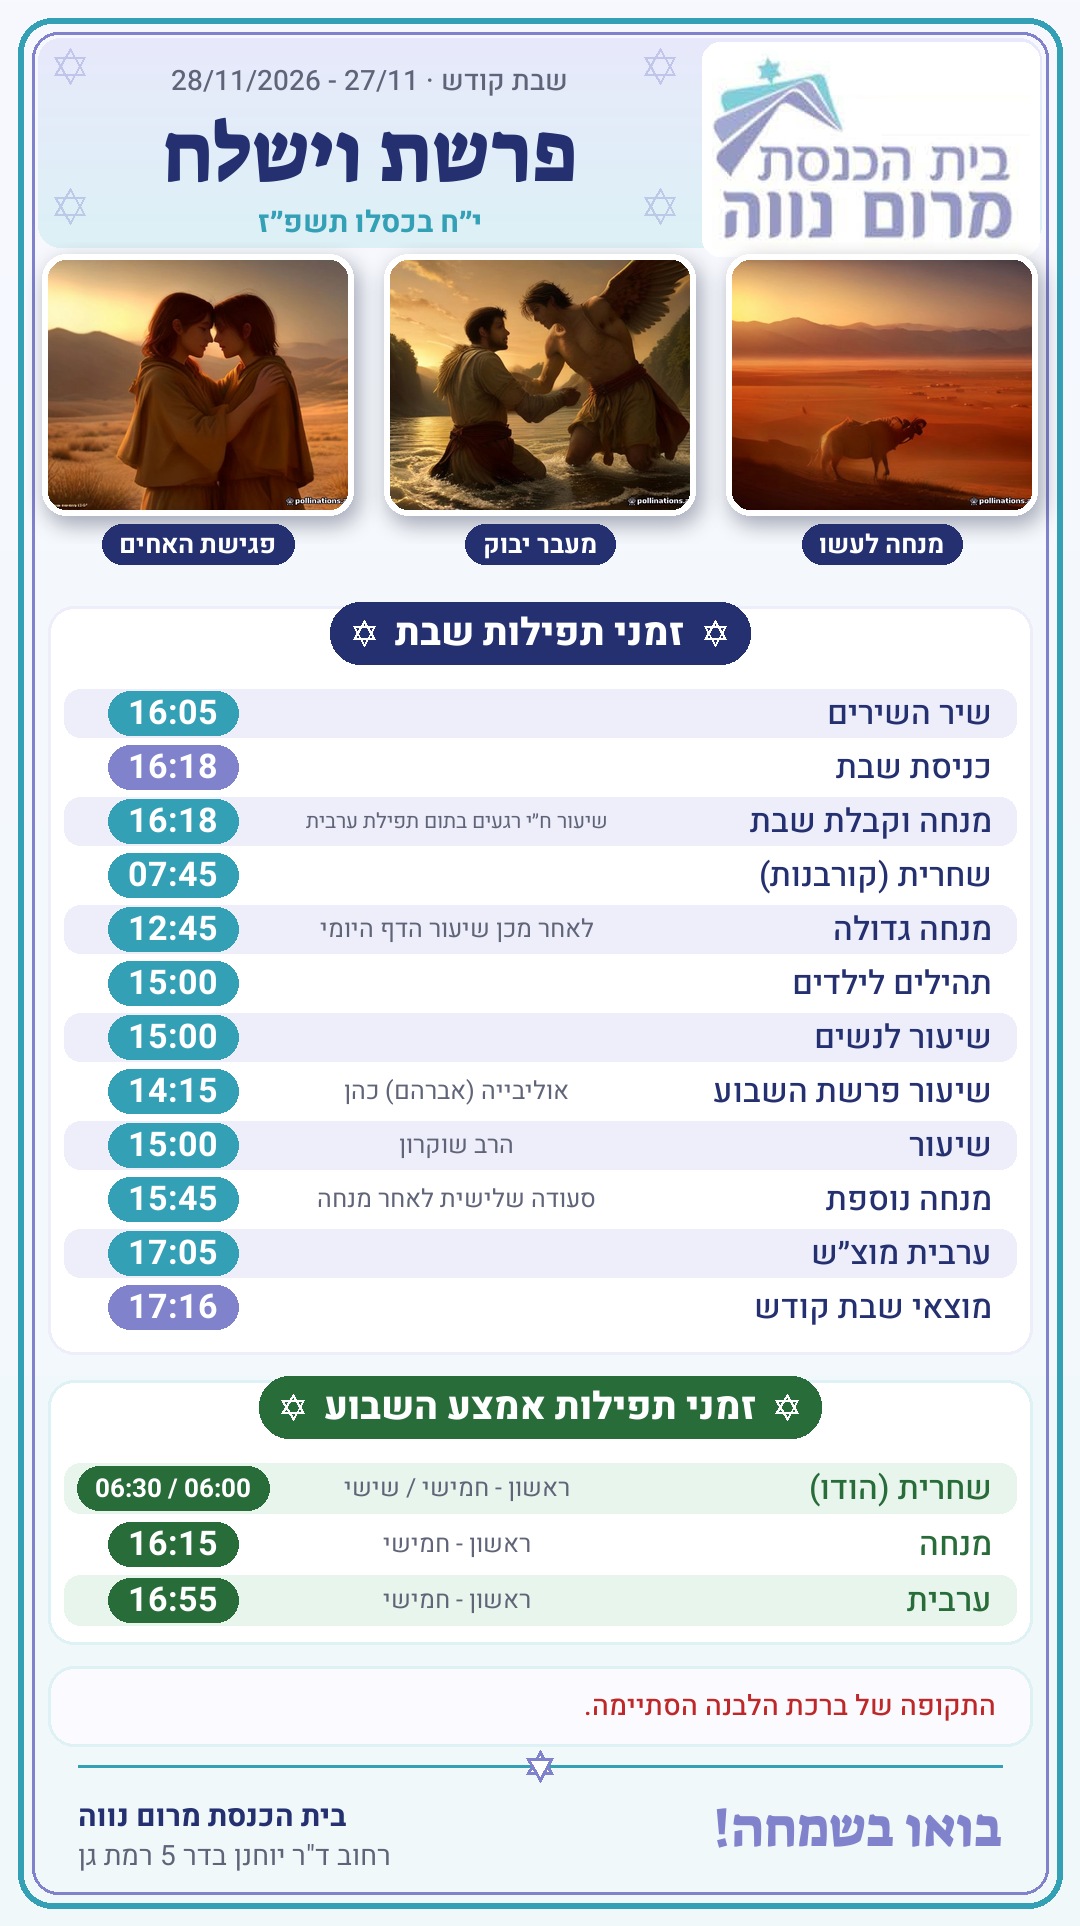 בית הכנסת
מרום נווה
שבת קודש · 27/11 - 28/11/2026
פרשת וישלח
י״ח בכסלו תשפ״ז
pollinations.
pollinations.
pollinations.
מנחה לעשו
מעבר יבוק
פגישת האחים
זמני תפילות שבת
שיר השירים 16:05
כניסת שבת 16:18
מנחה וקבלת שבת שיעור ח״י רגעים בתום תפילת ערבית 16:18
שחרית (קורבנות) 07:45
מנחה גדולה לאחר מכן שיעור הדף היומי 12:45
תהילים לילדים 15:00
שיעור לנשים 15:00
שיעור פרשת השבוע אוליבייה (אברהם) כהן 14:15
שיעור הרב שוקרון 15:00
מנחה נוספת סעודה שלישית לאחר מנחה 15:45
ערבית מוצ״ש 17:05
מוצאי שבת קודש 17:16
זמני תפילות אמצע השבוע
שחרית (הודו) ראשון - חמישי / שישי 06:30 / 06:00
מנחה ראשון - חמישי 16:15
ערבית ראשון - חמישי 16:55
התקופה של ברכת הלבנה הסתיימה.
בואו בשמחה!
בית הכנסת מרום נווה
רחוב ד"ר יוחנן בדר 5 רמת גן